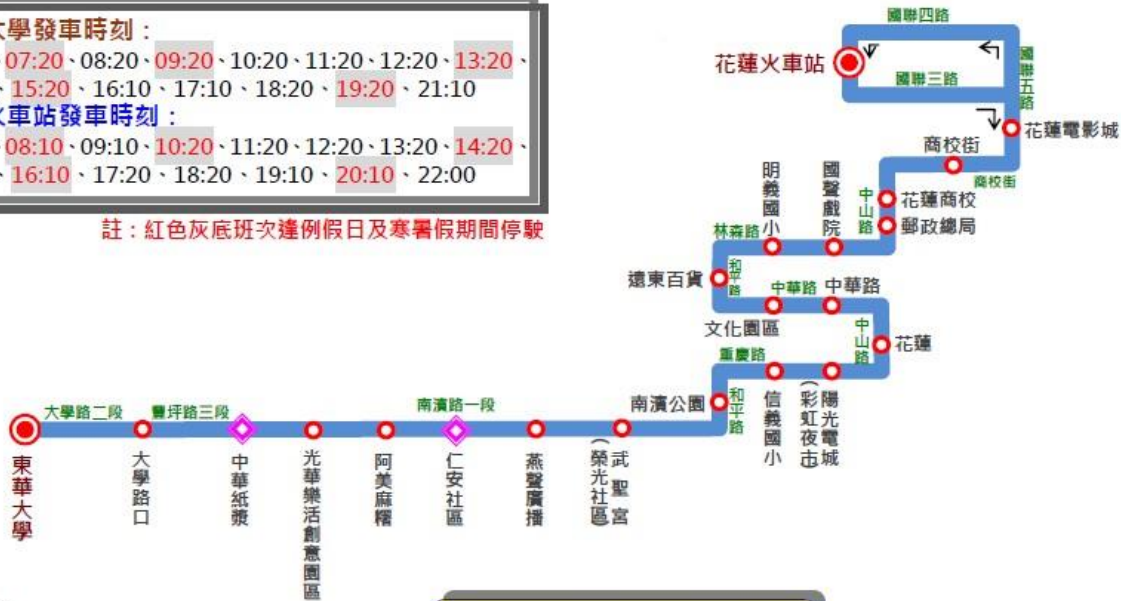 大學發車時刻：
、07:20、08:20、09:20、10:20、11:20、12:20、13:20、
、15:20、16:10、17:10、18:20、19:20、21:10
火車站發車時刻：
、08:10、09:10、10:20、11:20、12:20、13:20、14:20、
、16:10、17:20、18:20、19:10、20:10、22:00
註：紅色灰底班次逢例假日及寒暑假期間停駛
國聯四路
花蓮火車站
國聯三路
國聯五路
花蓮電影城
商校街
商校街
中山路
花蓮商校
郵政總局
國聲戲院
明義國小
林森路
和平路
遠東百貨
中華路
中華路
文化園區
中山路
花蓮
重慶路
陽光電城
(彩虹夜市)
信義國小
和平路
南濱公園
大學路二段
豐坪路三段
南濱路一段
東華大學
大學路口
中華紙漿
光華樂活創意園區
阿美麻糬
仁安社區
燕聲廣播
武聖宮
(榮光社區)